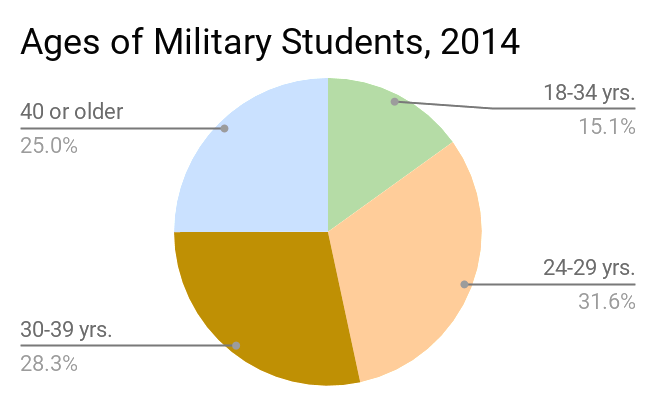 Ages of Military Students, 2014
18-34 yrs.
15.1%
40 or older
25.0%
24-29 yrs.
31.6%
30-39 yrs.
28.3%